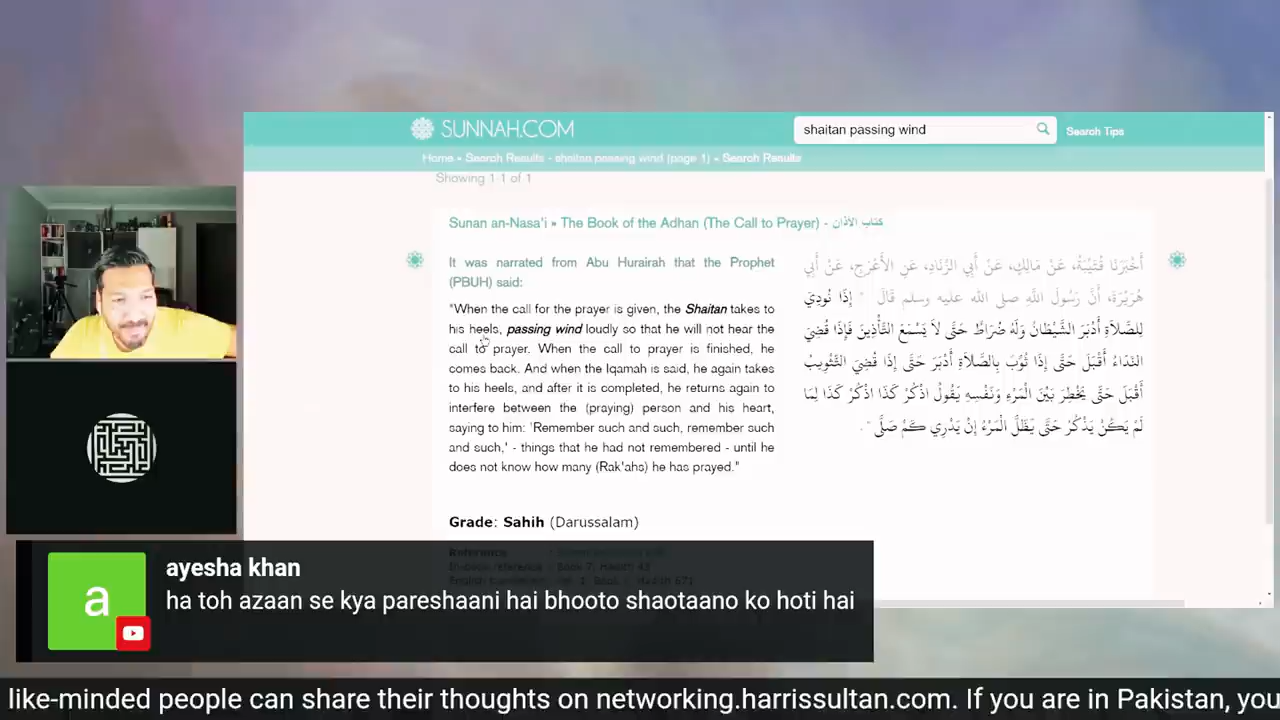 SUNNAH.COM
shaitan passing wind
Search Tips
Home » Search Results - shaitan passing wind (page 1) » Search Results
Showing 1-1 of 1
Sunan an-Nasa'i » The Book of the Adhan (The Call to Prayer) - كتاب الأذان
It was narrated from Abu Hurairah that the Prophet
(PBUH) said:
"When the call for the prayer is given, the Shaitan takes to
his heels, passing wind loudly so that he will not hear the
call to prayer. When the call to prayer is finished, he
comes back. And when the Iqamah is said, he again takes
to his heels, and after it is completed, he returns again to
interfere between the (praying) person and his heart,
saying to him: 'Remember such and such, remember such
and such,' - things that he had not remembered - until he
does not know how many (Rak'ahs) he has prayed."
أَخْبَرَنَا قُتَيْبَةُ، عَنْ مَالِكٍ، عَنْ أَبِي الزِّنَادِ، عَنِ الأَعْرَجِ، عَنْ أَبِي
هُرَيْرَةَ، أَنَّ رَسُولَ اللَّهِ صلى الله عليه وسلم قَالَ " إِذَا نُودِيَ
لِلصَّلاَةِ أَدْبَرَ الشَّيْطَانُ وَلَهُ ضُرَاطٌ حَتَّى لاَ يَسْمَعَ التَّأْذِينَ فَإِذَا قُضِيَ
النِّدَاءُ أَقْبَلَ حَتَّى إِذَا ثُوِّبَ بِالصَّلاَةِ أَدْبَرَ حَتَّى إِذَا قُضِيَ التَّثْوِيبُ
أَقْبَلَ حَتَّى يَخْطِرَ بَيْنَ الْمَرْءِ وَنَفْسِهِ يَقُولُ اذْكُرْ كَذَا اذْكُرْ كَذَا لِمَا
لَمْ يَكُنْ يَذْكُرُ حَتَّى يَظَلَّ الْمَرْءُ إِنْ يَدْرِي كَمْ صَلَّى " .
Grade: Sahih (Darussalam)
Reference
a
ayesha khan
ha toh azaan se kya pareshaani hai bhooto shaotaano ko hoti hai
like-minded people can share their thoughts on networking.harrissultan.com. If you are in Pakistan, you